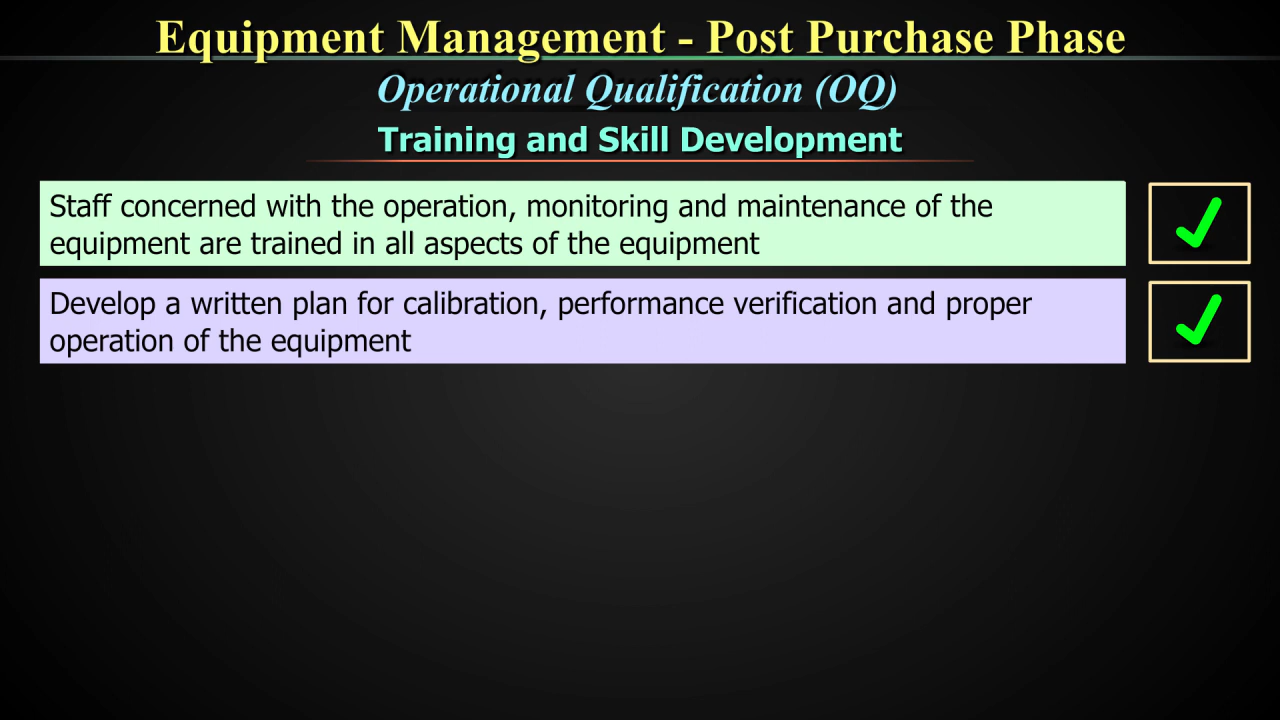 Equipment Management - Post Purchase Phase
Operational Qualification (OQ)
Training and Skill Development
Staff concerned with the operation, monitoring and maintenance of the
equipment are trained in all aspects of the equipment
Develop a written plan for calibration, performance verification and proper
operation of the equipment